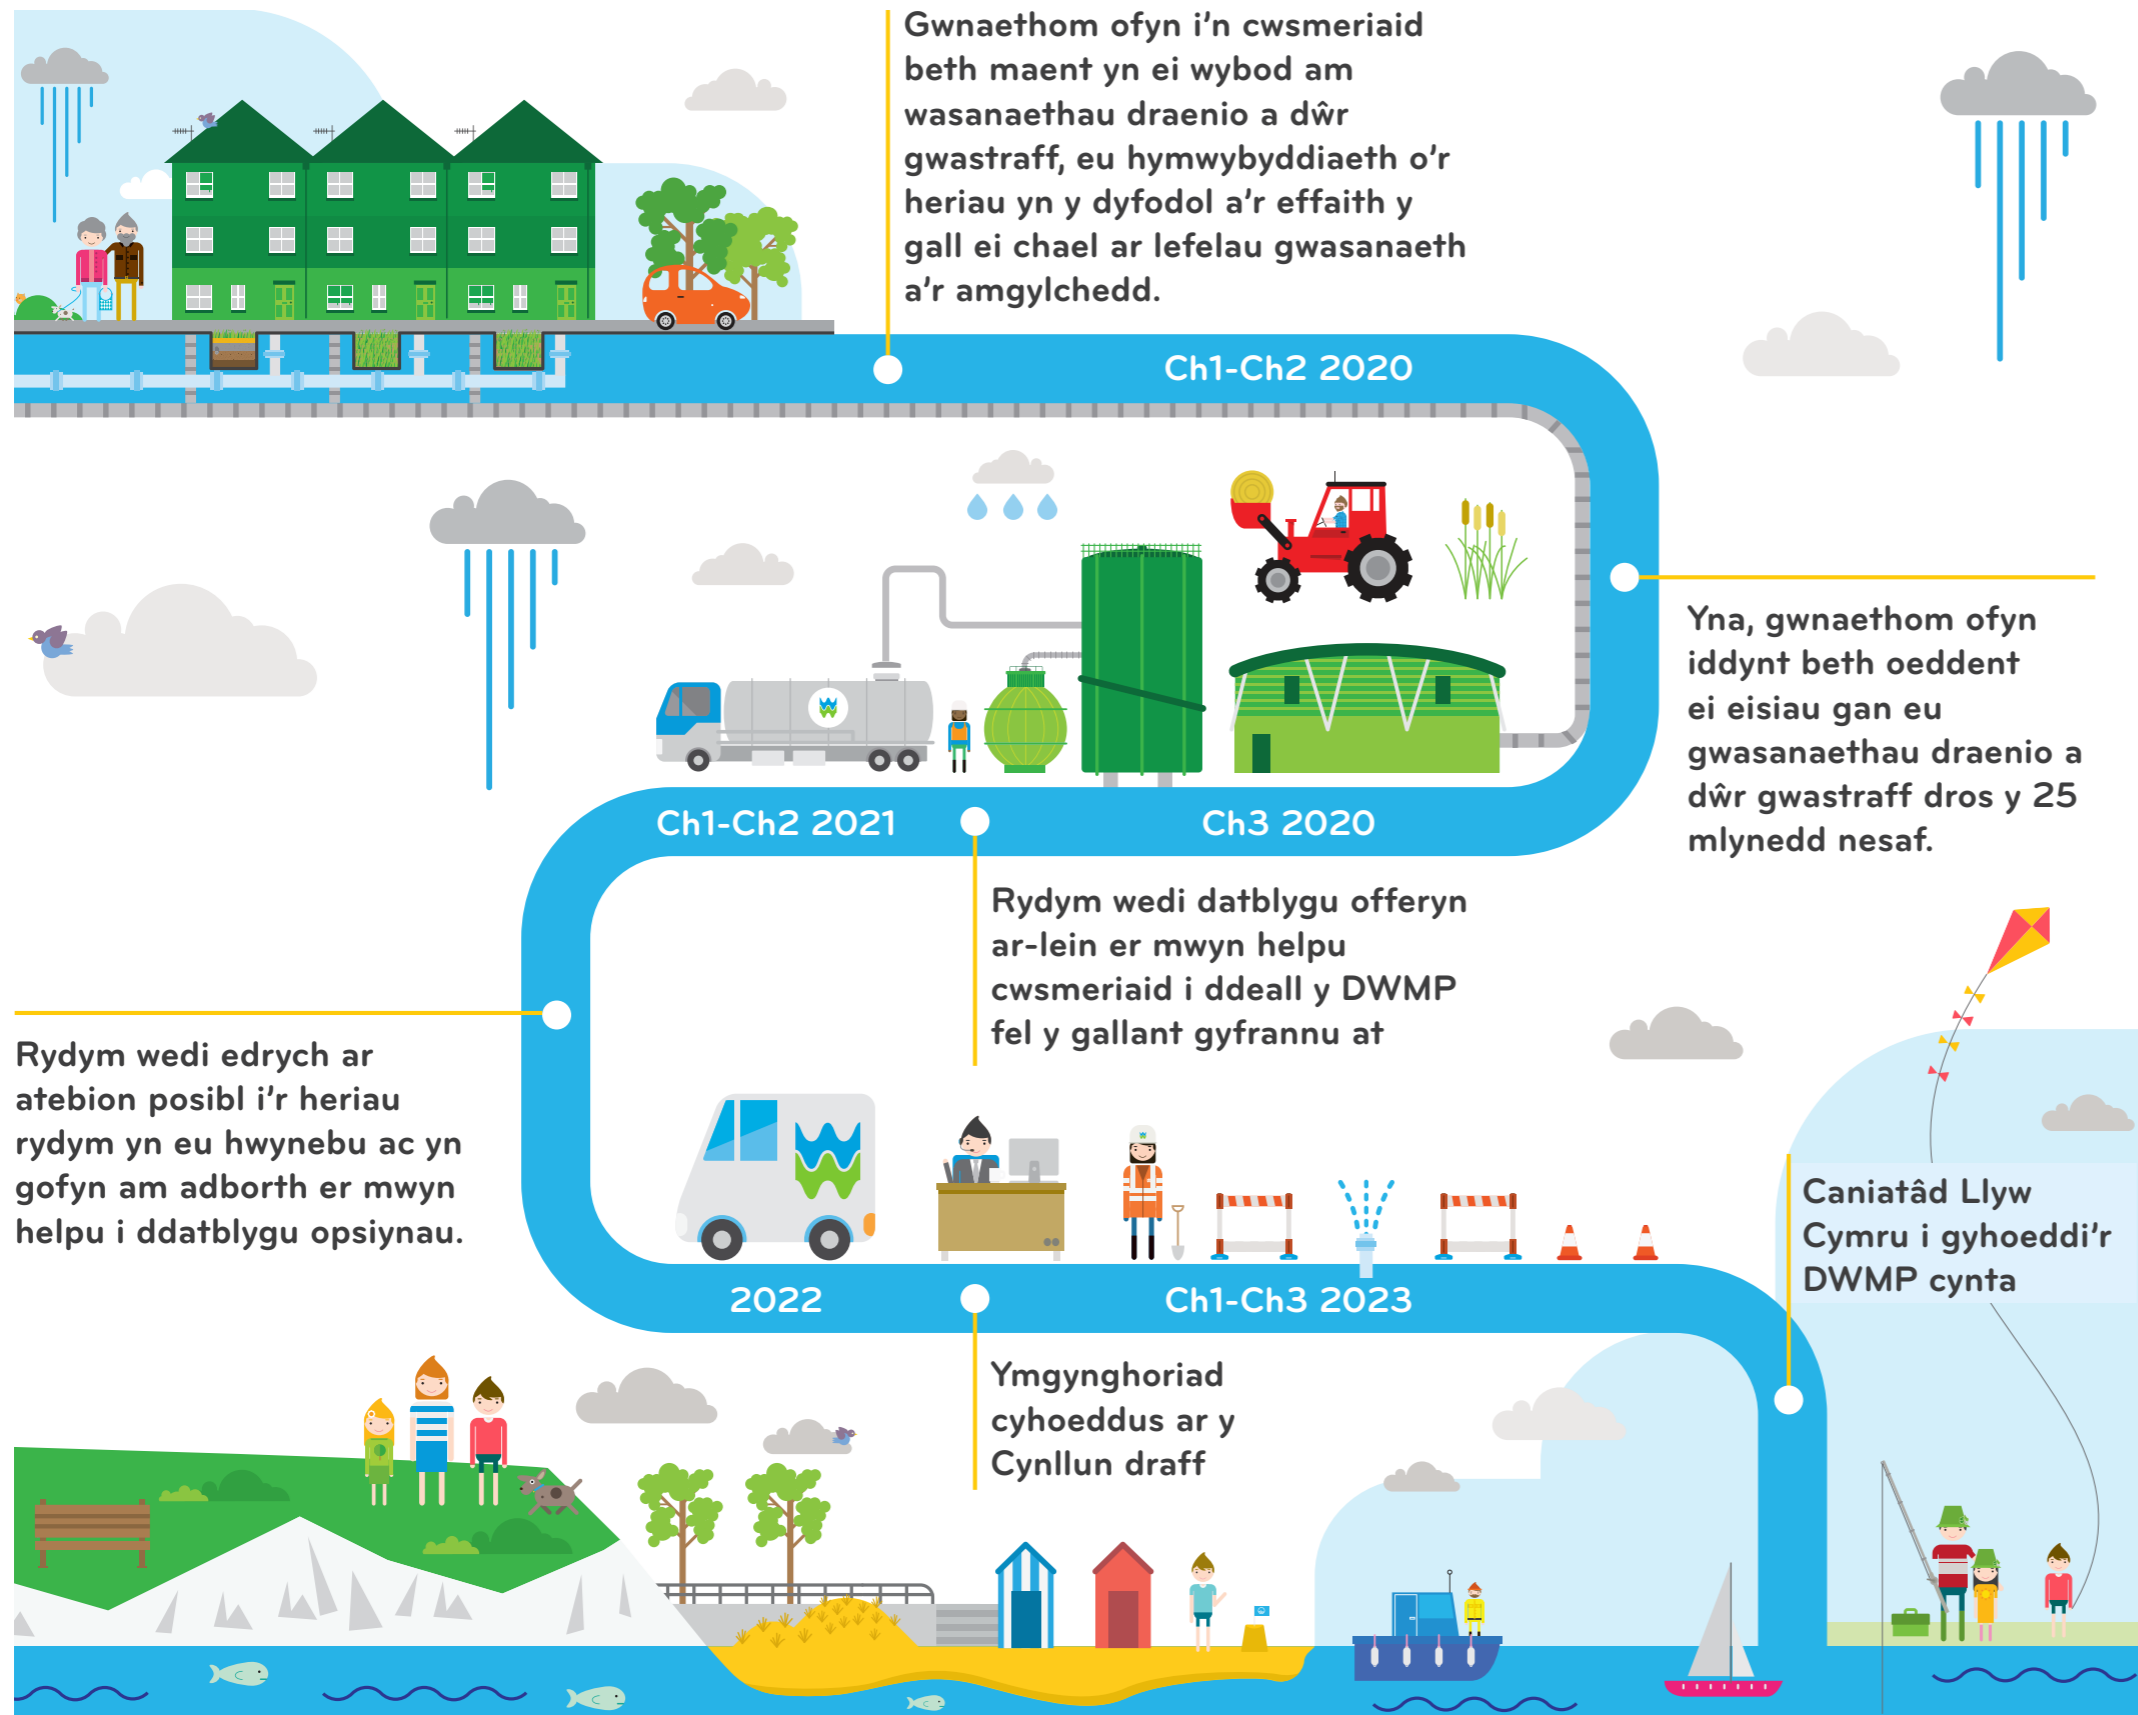 Gwnaethom ofyn i'n cwsmeriaid
beth maent yn ei wybod am
wasanaethau draenio a dŵr
gwastraff, eu hymwybyddiaeth o'r
heriau yn y dyfodol a'r effaith y
gall ei chael ar lefelau gwasanaeth
a'r amgylchedd.
Ch1-Ch2 2020
Yna, gwnaethom ofyn
iddynt beth oeddent
ei eisiau gan eu
gwasanaethau draenio a
dŵr gwastraff dros y 25
mlynedd nesaf.
Ch3 2020
Rydym wedi datblygu offeryn
ar-lein er mwyn helpu
cwsmeriaid i ddeall y DWMP
fel y gallant gyfrannu at
Ch1-Ch2 2021
Rydym wedi edrych ar
atebion posibl i'r heriau
rydym yn eu hwynebu ac yn
gofyn am adborth er mwyn
helpu i ddatblygu opsiynau.
2022
Ymgynghoriad
cyhoeddus ar y
Cynllun draff
Ch1-Ch3 2023
Caniatâd Llyw
Cymru i gyhoeddi'r
DWMP cynta